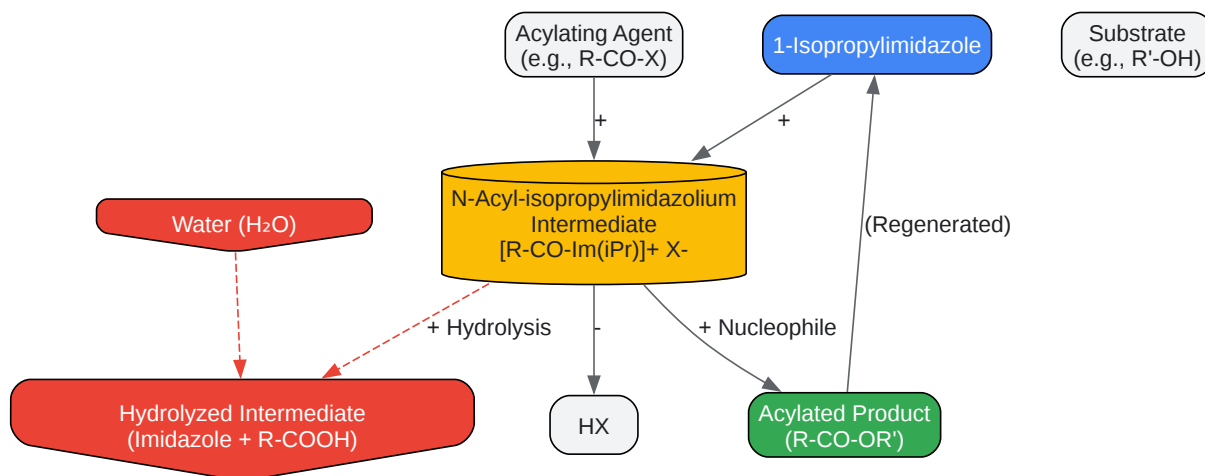 Acylating Agent
(e.g., R-CO-X)
1-Isopropylimidazole
Substrate
(e.g., R'-OH)
+
+
N-Acyl-isopropylimidazolium
Intermediate
[R-CO-Im(iPr)]+ X-
Water (H₂O)
(Regenerated)
+ Hydrolysis
-
+ Nucleophile
Hydrolyzed Intermediate
(Imidazole + R-COOH)
HX
Acylated Product
(R-CO-OR')